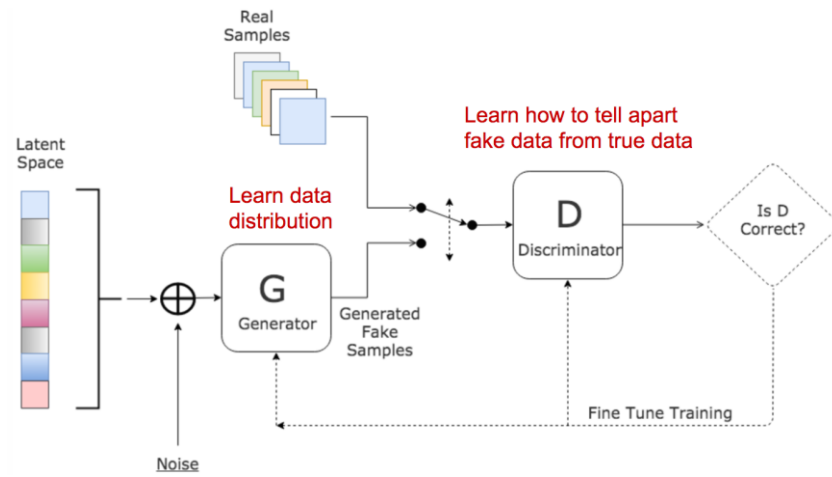 Real
Samples
Learn how to tell apart
fake data from true data
Latent
Space
Learn data
distribution
D
Discriminator
Is D
Correct?
G
Generator
Generated
Fake
Samples
Fine Tune Training
Noise